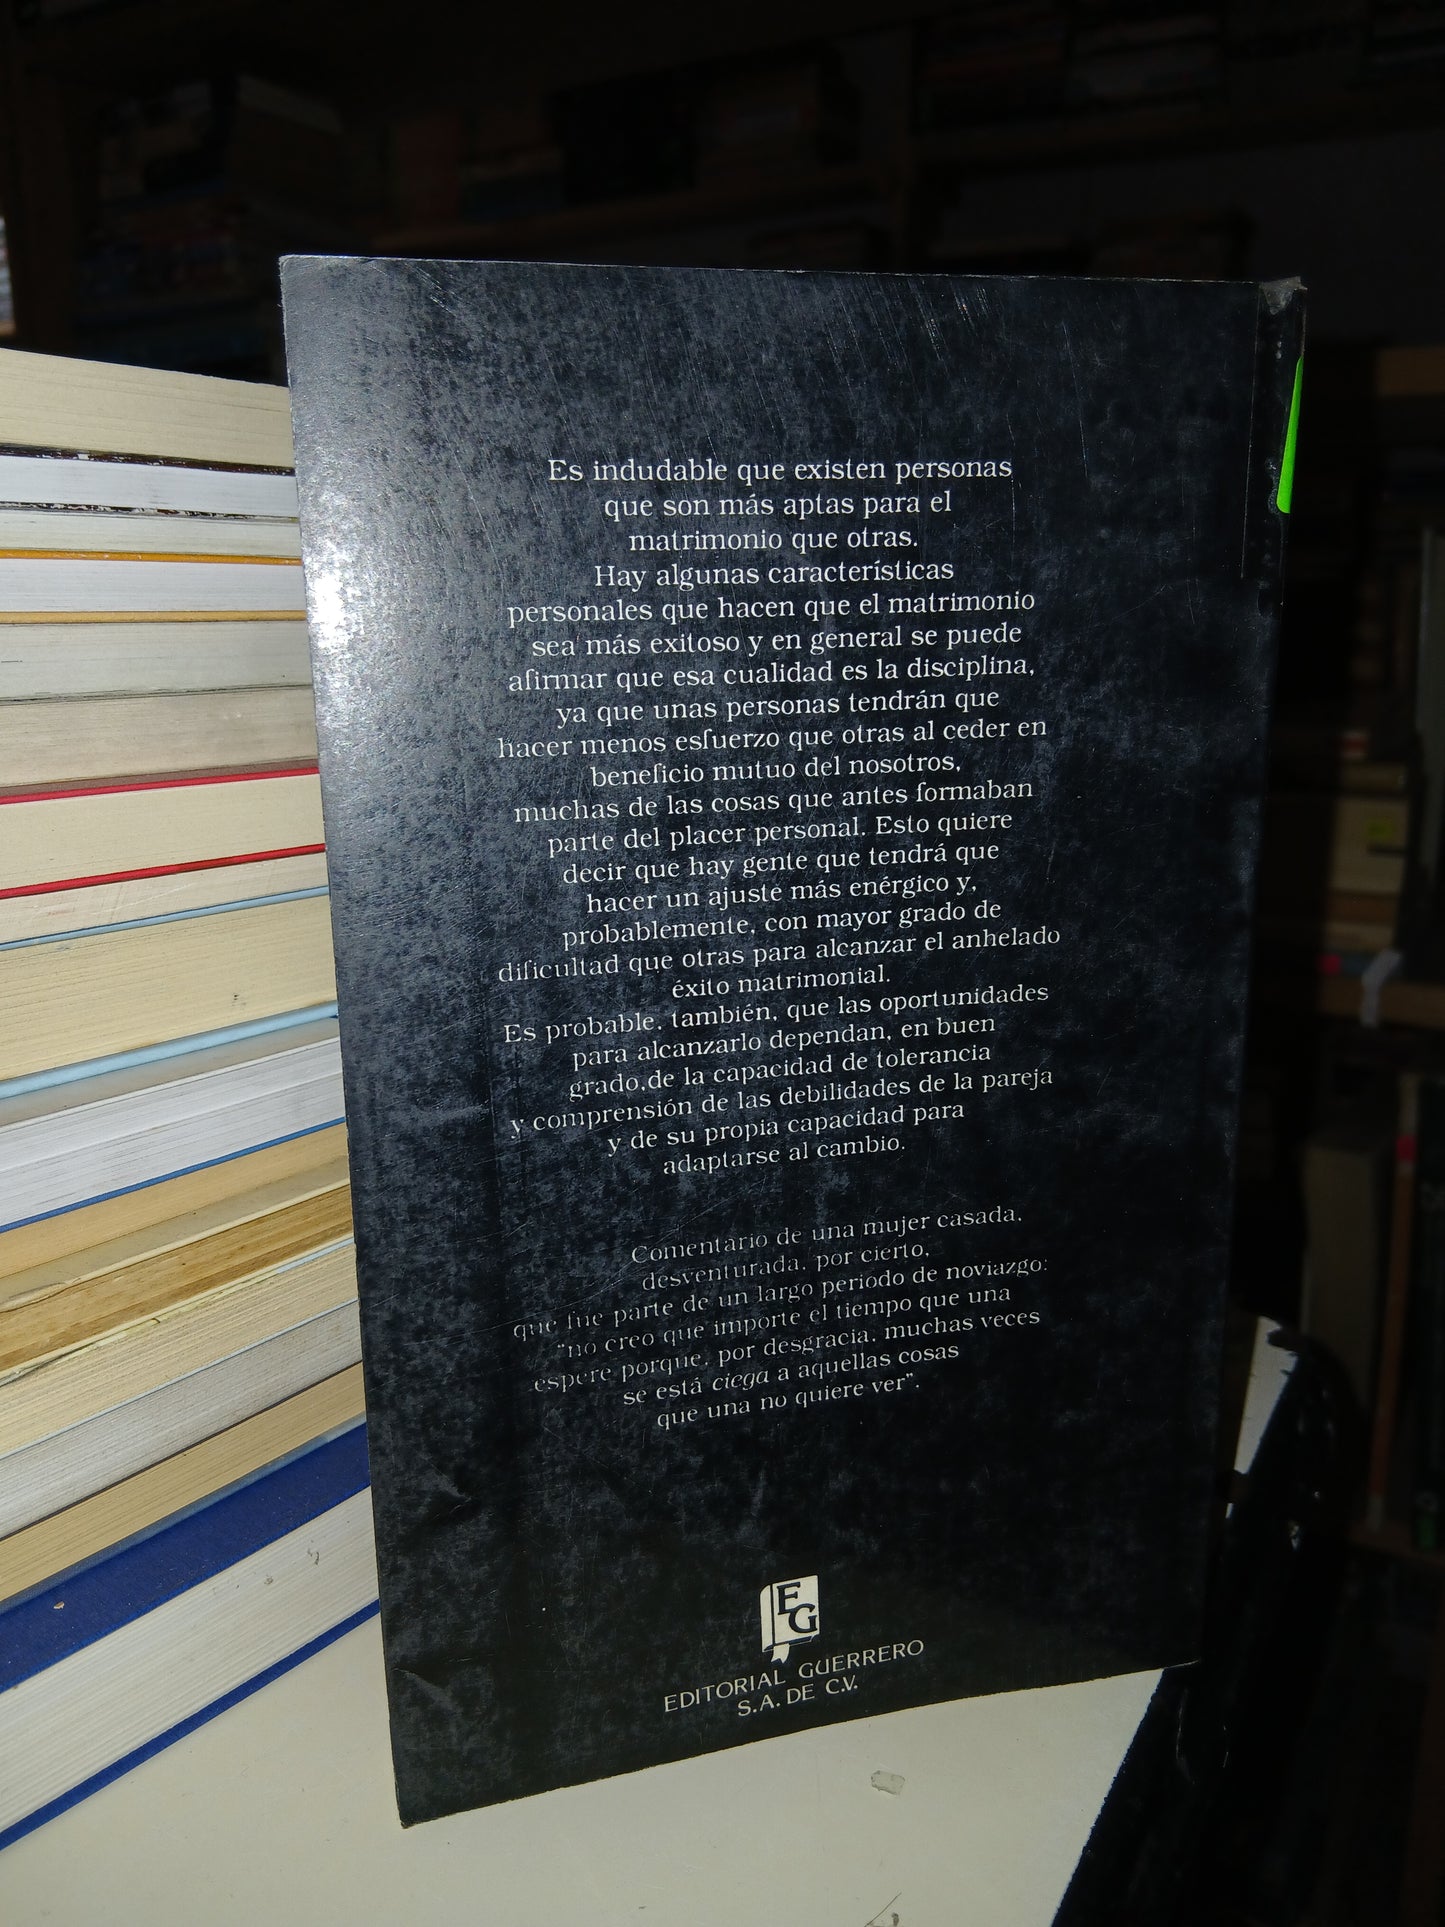 Es indudable que existen personas
que son más aptas para el
matrimonio que otras.
Hay algunas características
personales que hacen que el matrimonio
sea más exitoso y en general se puede
afirmar que esa cualidad es la disciplina,
ya que unas personas tendrán que
hacer menos esfuerzo que otras al ceder en
beneficio mutuo del nosotros,
muchas de las cosas que antes formaban
parte del placer personal. Esto quiere
decir que hay gente que tendrá que
hacer un ajuste más enérgico y,
probablemente, con mayor grado de
dificultad que otras para alcanzar el anhelado
éxito matrimonial.
Es probable, también, que las oportunidades
para alcanzarlo dependan, en buen
grado,de la capacidad de tolerancia
y comprensión de las debilidades de la pareja
y de su propia capacidad para
adaptarse al cambio.
Comentario de una mujer casada,
desventurada, por cierto,
que fue parte de un largo periodo de noviazgo:
"no creo que importe el tiempo que una
espere porque, por desgracia, muchas veces
se está ciega a aquellas cosas
que una no quiere ver".
EG
EDITORIAL GUERRERO
S.A. DE C.V.